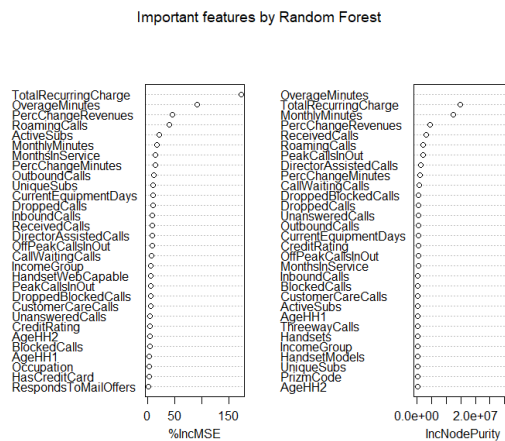 Important features by Random Forest
TotalRecurringCharge
OverageMinutes
PercChangeRevenues
RoamingCalls
ActiveSubs
MonthlyMinutes
MonthsInService
PercChangeMinutes
OutboundCalls
UniqueSubs
CurrentEquipmentDays
DroppedCalls
InboundCalls
ReceivedCalls
DirectorAssistedCalls
OffPeakCallsInOut
CallWaitingCalls
IncomeGroup
HandsetWebCapable
PeakCallsInOut
DroppedBlockedCalls
CustomerCareCalls
UnansweredCalls
CreditRating
AgeHH2
BlockedCalls
AgeHH1
Occupation
HasCreditCard
RespondsToMailOffers
0 50 150
%IncMSE
OverageMinutes
TotalRecurringCharge
MonthlyMinutes
PercChangeRevenues
ReceivedCalls
RoamingCalls
PeakCallsInOut
DirectorAssistedCalls
PercChangeMinutes
CallWaitingCalls
DroppedBlockedCalls
DroppedCalls
UnansweredCalls
OutboundCalls
CurrentEquipmentDays
CreditRating
OffPeakCallsInOut
MonthsInService
InboundCalls
BlockedCalls
CustomerCareCalls
ActiveSubs
AgeHH1
ThreewayCalls
Handsets
IncomeGroup
HandsetModels
UniqueSubs
PrizmCode
AgeHH2
0.0e+00 2.0e+07
IncNodePurity